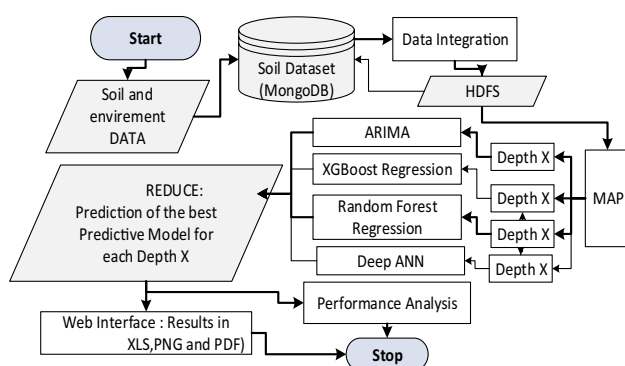 Start
Soil and
envirement
DATA
Soil Dataset
(MongoDB)
Data Integration
HDFS
MAP
Depth X
Depth X
Depth X
Depth X
ARIMA
XGBoost Regression
Random Forest
Regression
Deep ANN
REDUCE:
Prediction of the best
Predictive Model for
each Depth X
Performance Analysis
Web Interface : Results in
XLS,PNG and PDF)
Stop